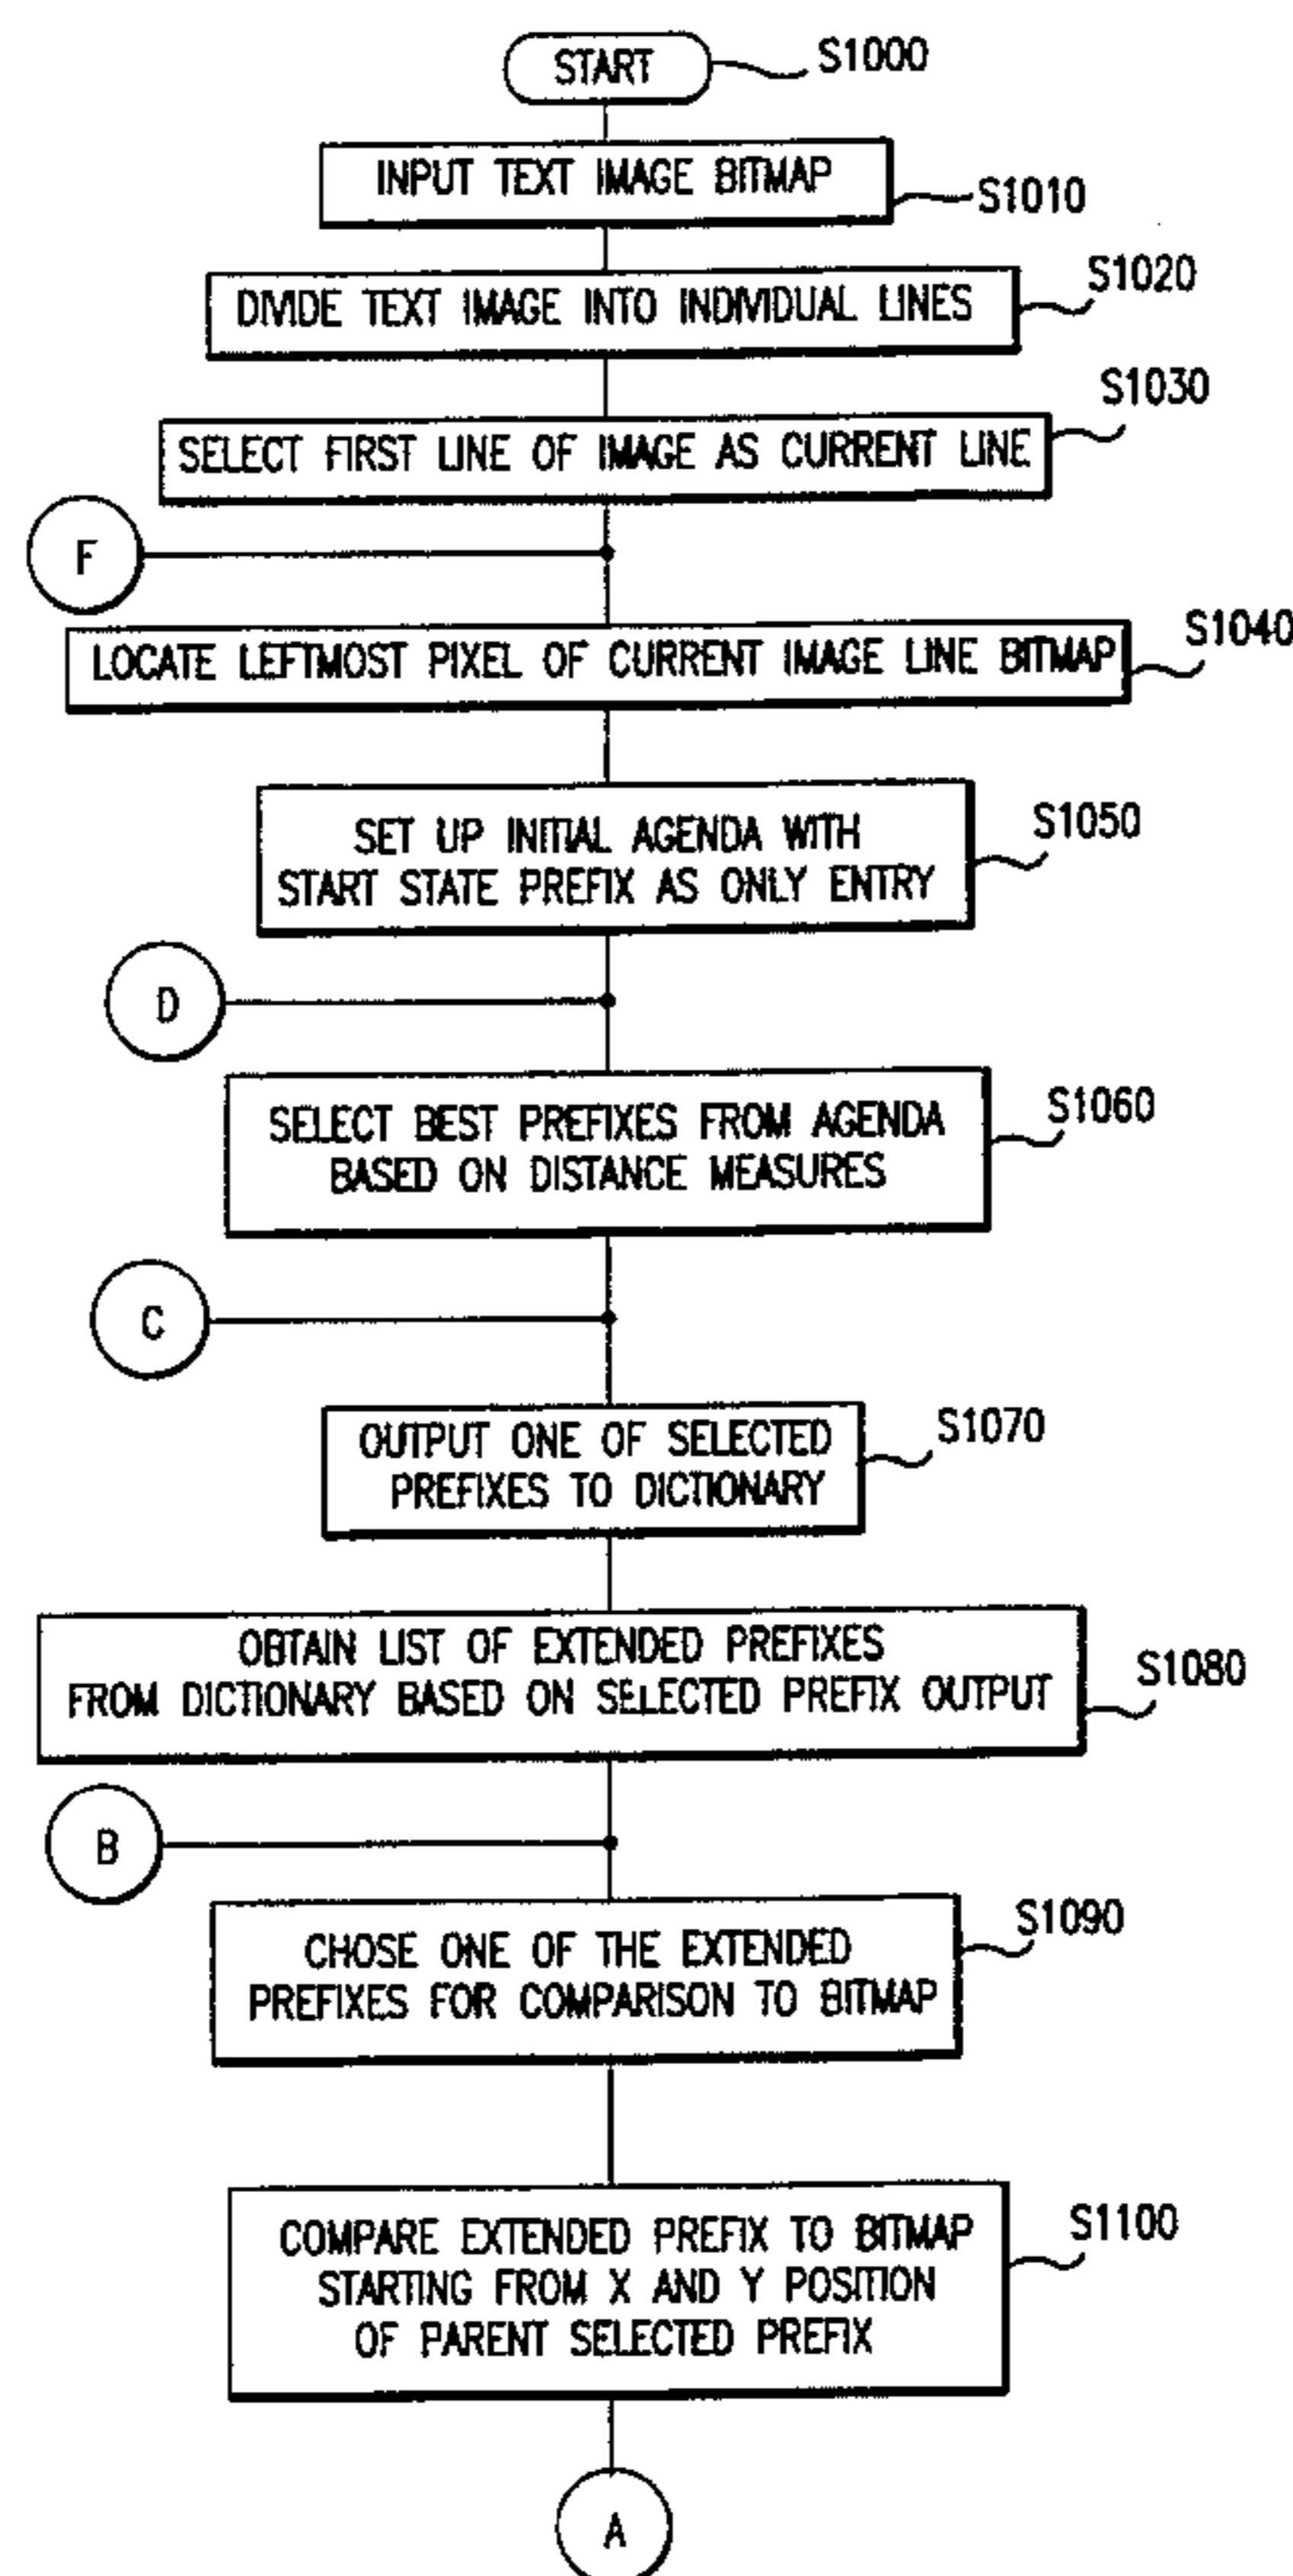 START
S1000
INPUT TEXT IMAGE BITMAP
S1010
DIVIDE TEXT IMAGE INTO INDIVIDUAL LINES
S1020
SELECT FIRST LINE OF IMAGE AS CURRENT LINE
S1030
F
LOCATE LEFTMOST PIXEL OF CURRENT IMAGE LINE BITMAP
S1040
SET UP INITIAL AGENDA WITH
START STATE PREFIX AS ONLY ENTRY
S1050
D
SELECT BEST PREFIXES FROM AGENDA
BASED ON DISTANCE MEASURES
S1060
C
OUTPUT ONE OF SELECTED
PREFIXES TO DICTIONARY
S1070
OBTAIN LIST OF EXTENDED PREFIXES
FROM DICTIONARY BASED ON SELECTED PREFIX OUTPUT
S1080
B
CHOSE ONE OF THE EXTENDED
PREFIXES FOR COMPARISON TO BITMAP
S1090
COMPARE EXTENDED PREFIX TO BITMAP
STARTING FROM X AND Y POSITION
OF PARENT SELECTED PREFIX
S1100
A